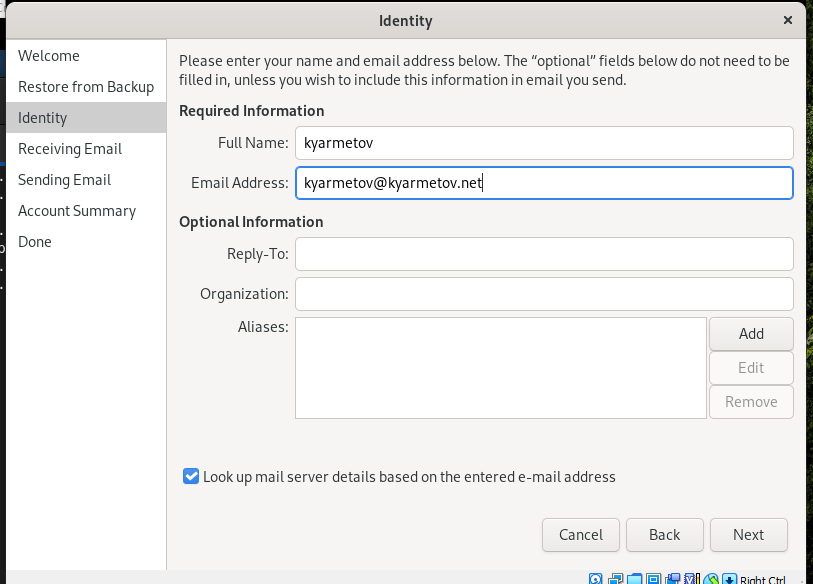 Identity
Welcome
Restore from Backup
Identity
Receiving Email
Sending Email
Account Summary
Done
Please enter your name and email address below. The “optional” fields below do not need to be
filled in, unless you wish to include this information in email you send.
Required Information
Full Name: kyarmetov
Email Address: kyarmetov@kyarmetov.net
Optional Information
Reply-To:
Organization:
Aliases:
Add
Edit
Remove
Look up mail server details based on the entered e-mail address
Cancel Back Next
Right Ctrl